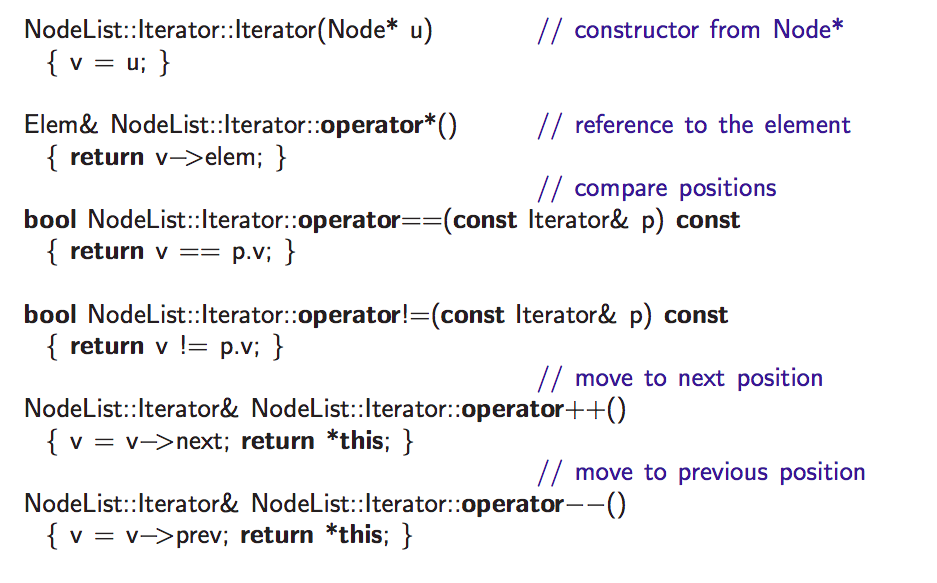 NodeList::Iterator::Iterator(Node* u) // constructor from Node*
{ v = u; }
Elem& NodeList::Iterator::operator*() // reference to the element
{ return v−>elem; }
// compare positions
bool NodeList::Iterator::operator==(const Iterator& p) const
{ return v == p.v; }
bool NodeList::Iterator::operator!=(const Iterator& p) const
{ return v != p.v; }
// move to next position
NodeList::Iterator& NodeList::Iterator::operator++()
{ v = v−>next; return *this; }
// move to previous position
NodeList::Iterator& NodeList::Iterator::operator−−()
{ v = v−>prev; return *this; }